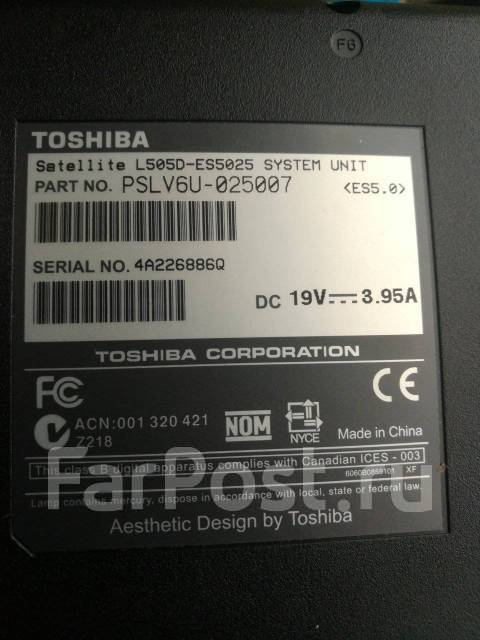 F6
TOSHIBA
Satellite L505D-ES5025 SYSTEM UNIT
PART NO. PSLV6U-025007 <ES5.0>
SERIAL NO. 4A226886Q
DC 19V 3.95A
TOSHIBA CORPORATION
FC CE
ACN:001 320 421
Z218
NOM
NYCE
Made in China
This class B digital apparatus complies with Canadian ICES - 003
6060B0859101 XF
Lamp contains mercury, dispose in accordance with local, state or federal law.
FarPost.ru
Aesthetic Design by Toshiba